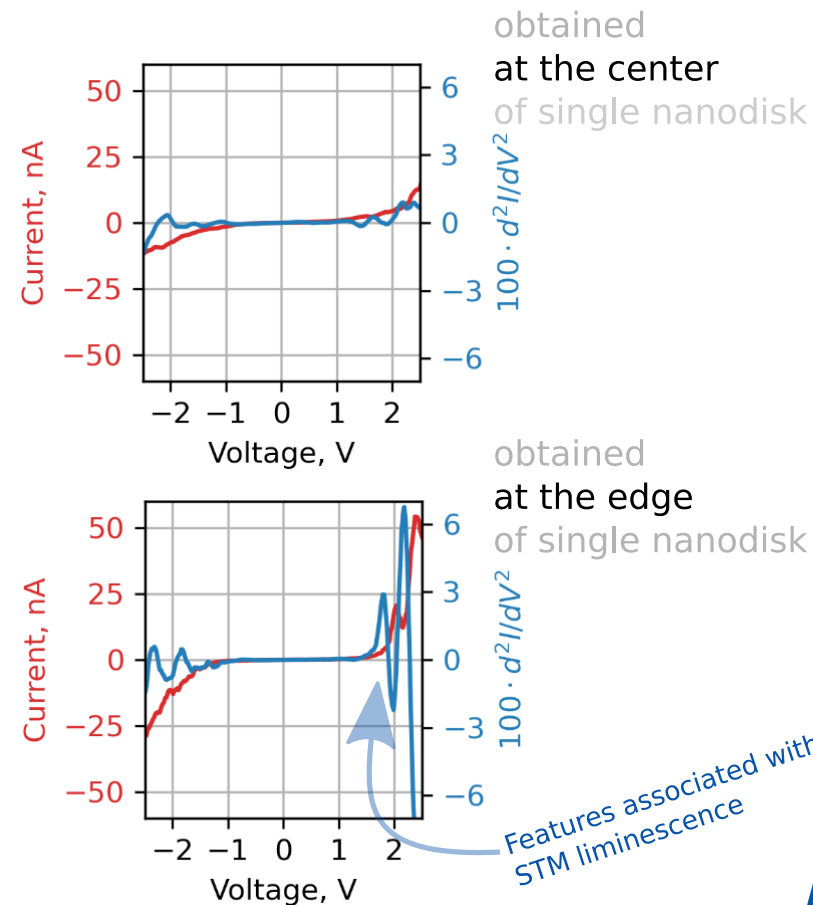 obtained
at the center
of single nanodisk
50
25
0
−25
−50
Current, nA
6
3
0
−3
−6
100 · d²I/dV²
−2 −1 0 1 2
Voltage, V
obtained
at the edge
of single nanodisk
50
25
0
−25
−50
Current, nA
6
3
0
−3
−6
100 · d²I/dV²
−2 −1 0 1 2
Voltage, V
Features associated with
STM liminescence